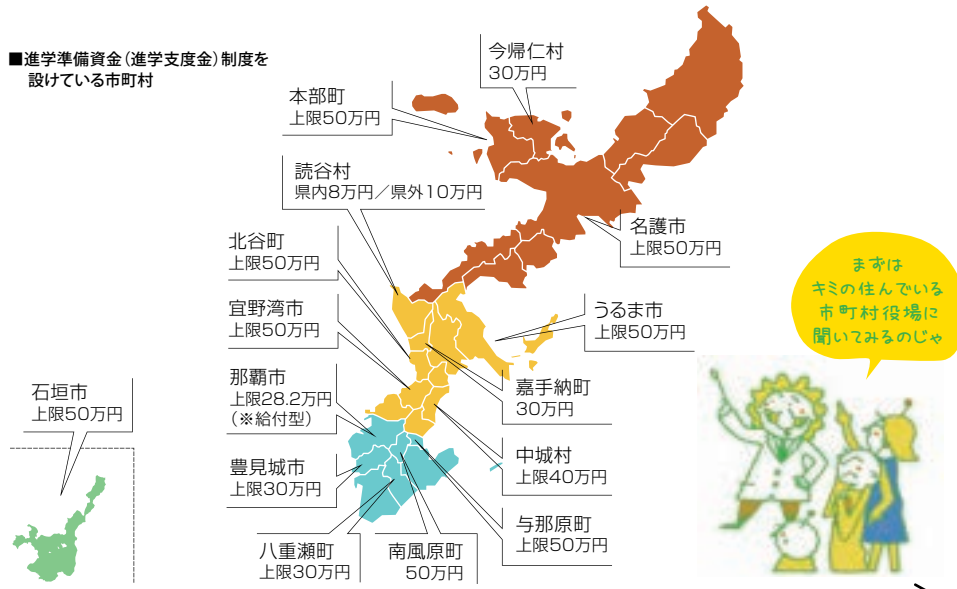 ■進学準備資金（進学支度金）制度を
設けている市町村
今帰仁村
30万円
本部町
上限50万円
読谷村
県内8万円／県外10万円
名護市
上限50万円
北谷町
上限50万円
宜野湾市
上限50万円
うるま市
上限50万円
那覇市
上限28.2万円
（※給付型）
嘉手納町
30万円
石垣市
上限50万円
豊見城市
上限30万円
中城村
上限40万円
与那原町
上限50万円
八重瀬町
上限30万円
南風原町
50万円
まずは
キミの住んでいる
市町村役場に
聞いてみるのじゃ